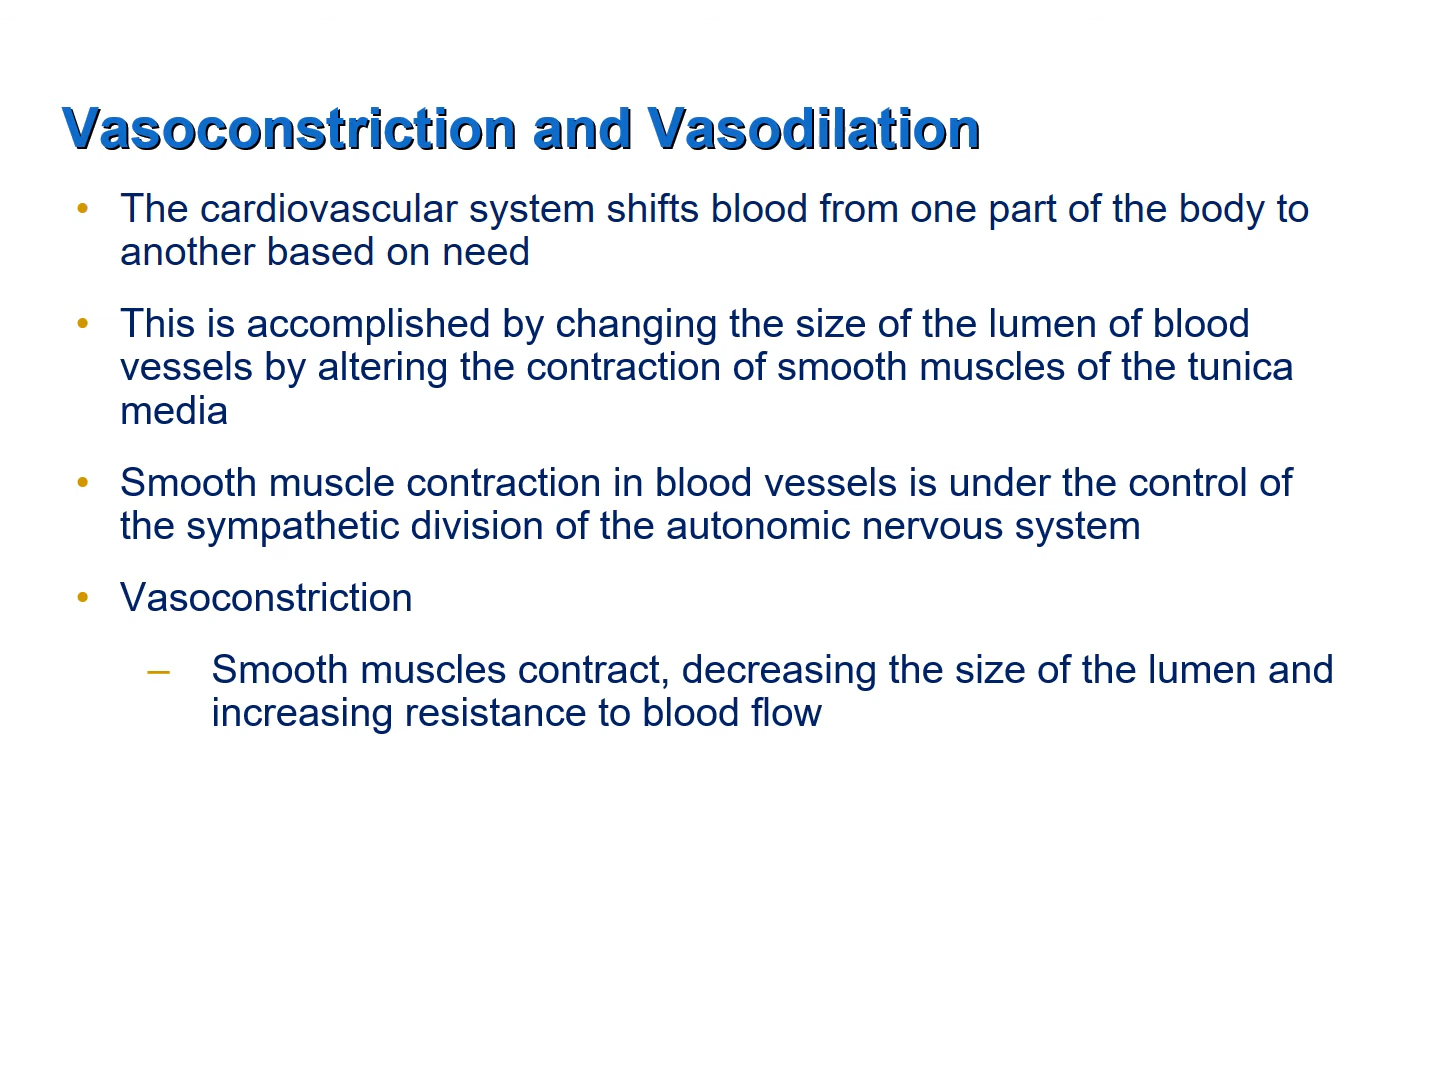 Vasoconstriction and Vasodilation
• The cardiovascular system shifts blood from one part of the body to
another based on need
• This is accomplished by changing the size of the lumen of blood
vessels by altering the contraction of smooth muscles of the tunica
media
• Smooth muscle contraction in blood vessels is under the control of
the sympathetic division of the autonomic nervous system
• Vasoconstriction
– Smooth muscles contract, decreasing the size of the lumen and
increasing resistance to blood flow